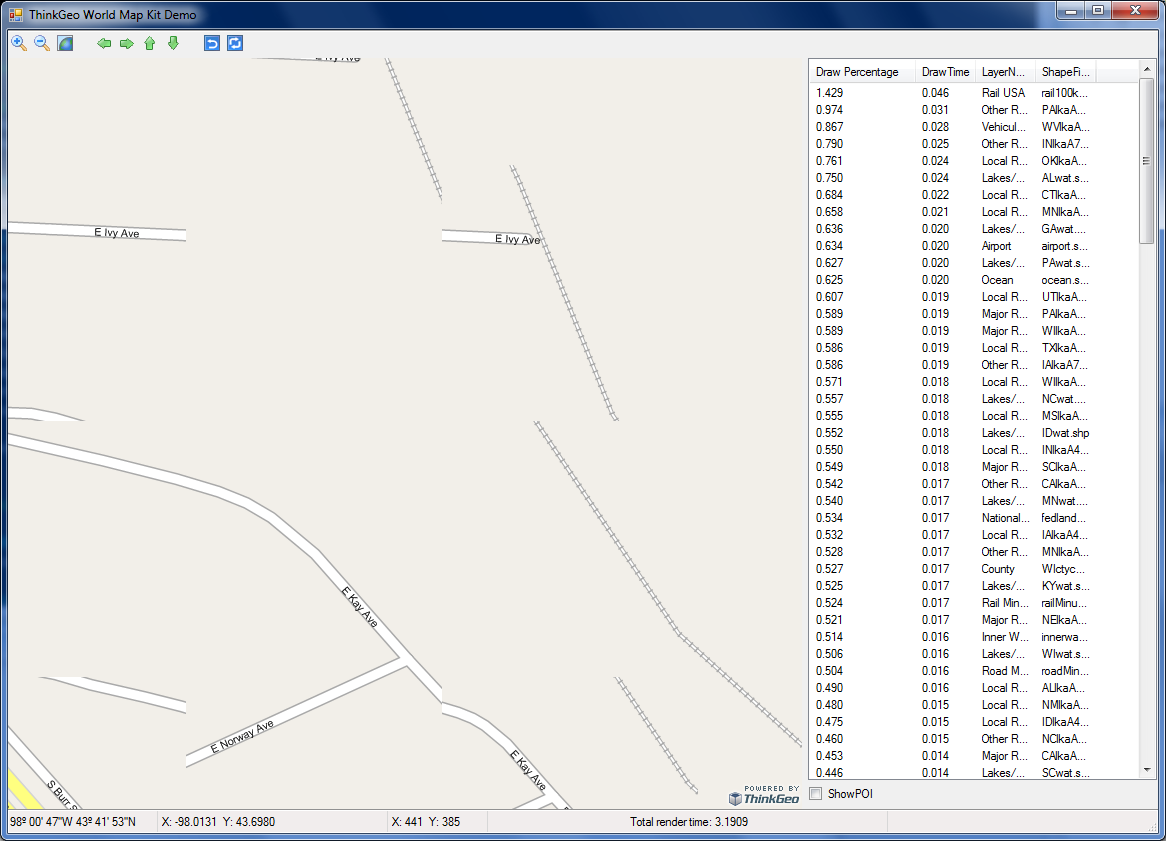 ThinkGeo World Map Kit Demo
Draw Percentage DrawTime LayerN... ShapeFi...
1.429 0.046 Rail USA rail100k...
0.974 0.031 Other R... PAlkaA...
0.867 0.028 Vehicul... WVlkaA...
0.790 0.025 Other R... INlkaA7...
0.761 0.024 Local R... OKlkaA...
0.750 0.024 Lakes/... ALwat.s...
0.684 0.022 Local R... CTlkaA...
0.658 0.021 Local R... MNlkaA...
0.636 0.020 Lakes/... GAwat....
0.634 0.020 Airport airport.s...
0.627 0.020 Lakes/... PAwat.s...
0.625 0.020 Ocean ocean.s...
0.607 0.019 Local R... UTlkaA...
0.589 0.019 Major R... PAlkaA...
0.589 0.019 Major R... WIlkaA...
0.586 0.019 Local R... TXlkaA...
0.586 0.019 Other R... IAlkaA7...
0.571 0.018 Local R... WIlkaA...
0.557 0.018 Lakes/... NCwat....
0.555 0.018 Local R... MSlkaA...
0.552 0.018 Lakes/... IDwat.shp
0.550 0.018 Local R... INlkaA4...
0.549 0.018 Major R... SClkaA...
0.542 0.017 Other R... CAlkaA...
0.540 0.017 Lakes/... MNwat....
0.534 0.017 National... fedland...
0.532 0.017 Local R... IAlkaA4...
0.528 0.017 Other R... MNlkaA...
0.527 0.017 County WIctyc...
0.525 0.017 Lakes/... KYwat.s...
0.524 0.017 Rail Min... railMinu...
0.521 0.017 Major R... NElkaA...
0.514 0.016 Inner W... innerwa...
0.506 0.016 Lakes/... WIwat.s...
0.504 0.016 Road M... roadMin...
0.490 0.016 Local R... ALlkaA...
0.480 0.015 Local R... NMlkaA...
0.475 0.015 Local R... IDlkaA4...
0.460 0.015 Other R... NClkaA...
0.453 0.014 Major R... CAlkaA...
0.446 0.014 Lakes/... SCwat.s...
E Ivy Ave
E Ivy Ave
E Ivy Ave
E Kay Ave
E Norway Ave
E Kay Ave
S Burr S
POWERED BY
ThinkGeo
ShowPOI
98º 00' 47"W 43º 41' 53"N X: -98.0131 Y: 43.6980 X: 441 Y: 385 Total render time: 3.1909